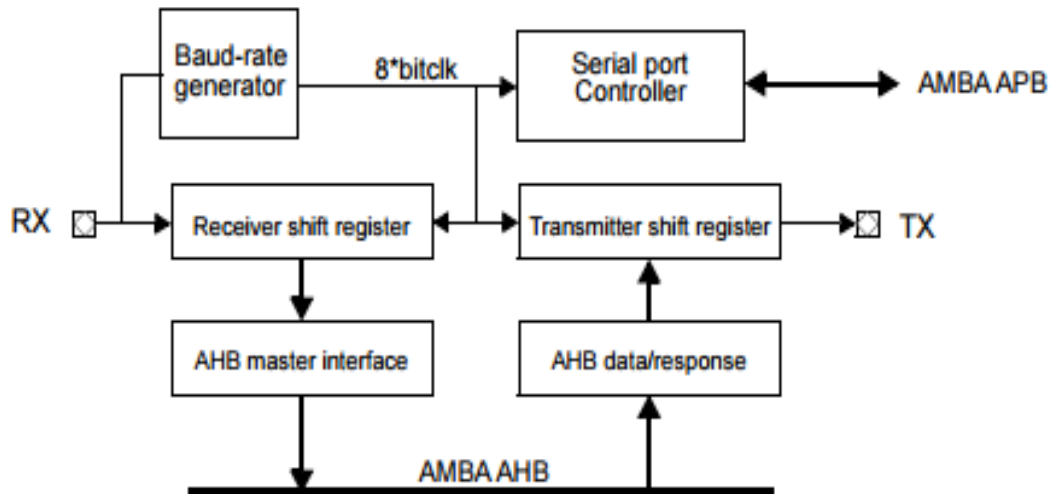 Baud-rate
generator
8*bitclk
Serial port
Controller
AMBA APB
RX
Receiver shift register
Transmitter shift register
TX
AHB master interface
AHB data/response
AMBA AHB